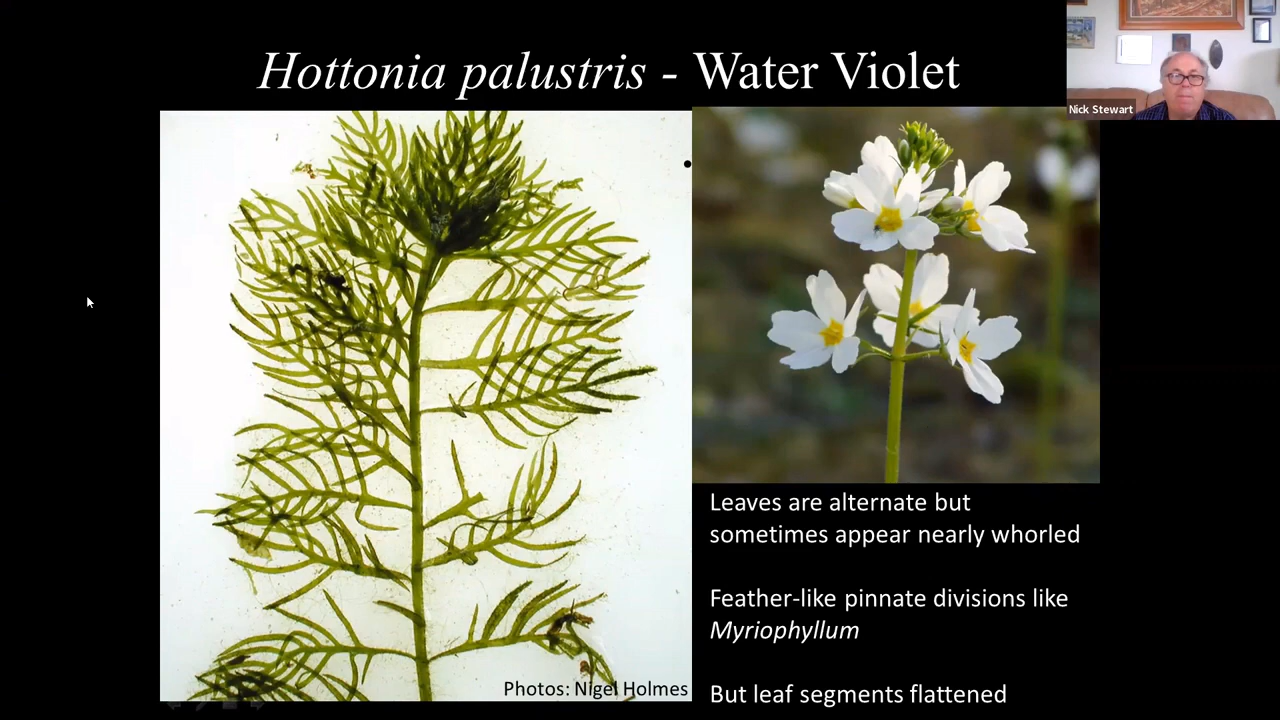 Hottonia palustris - Water Violet
Nick Stewart
Leaves are alternate but
sometimes appear nearly whorled
Feather-like pinnate divisions like
Myriophyllum
But leaf segments flattened
Photos: Nigel Holmes